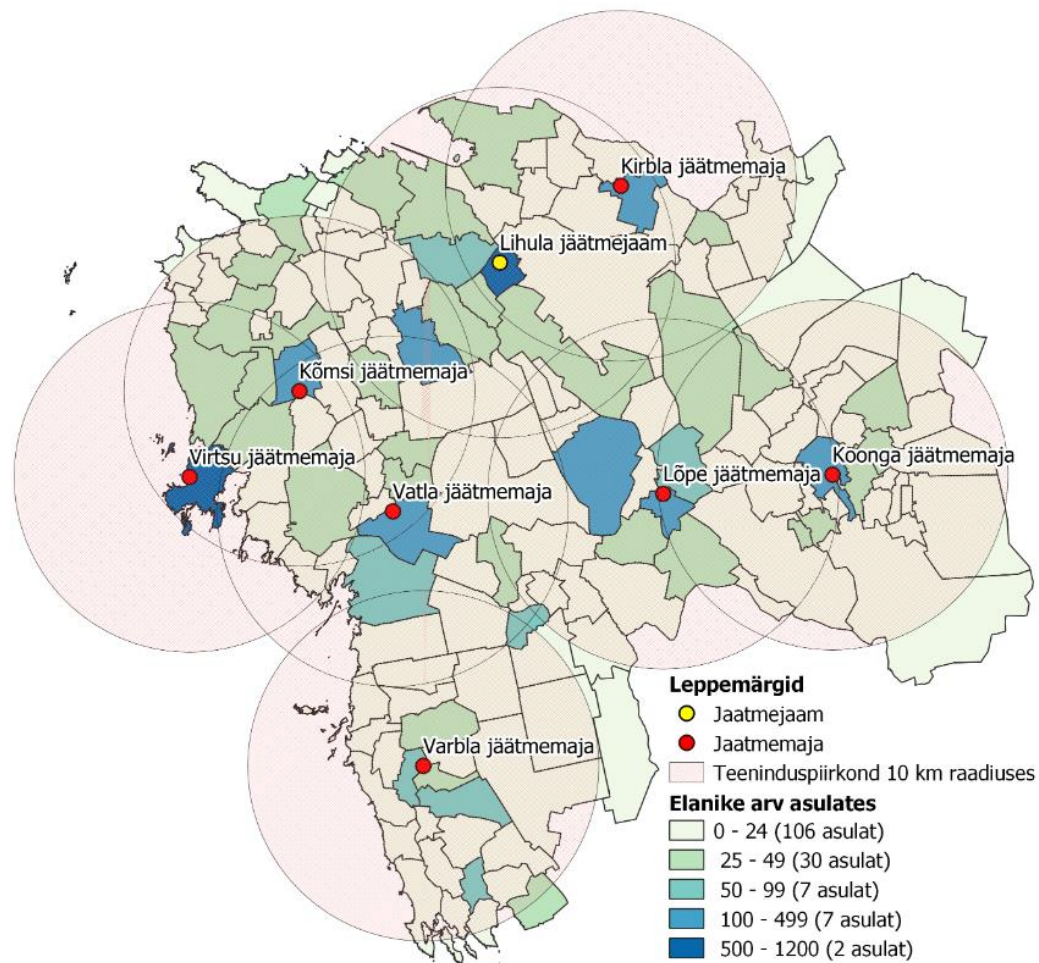 Kirbla jäätmemaja
Lihula jäätmejaam
Kõmsi jäätmemaja
Virtsu jäätmemaja
Vatla jäätmemaja
Lõpe jäätmemaja
Koonga jäätmemaja
Varbla jäätmemaja
Leppemärgid
Jaatmejaam
Jaatmemaja
Teeninduspiirkond 10 km raadiuses
Elanike arv asulates
0 - 24 (106 asulat)
25 - 49 (30 asulat)
50 - 99 (7 asulat)
100 - 499 (7 asulat)
500 - 1200 (2 asulat)